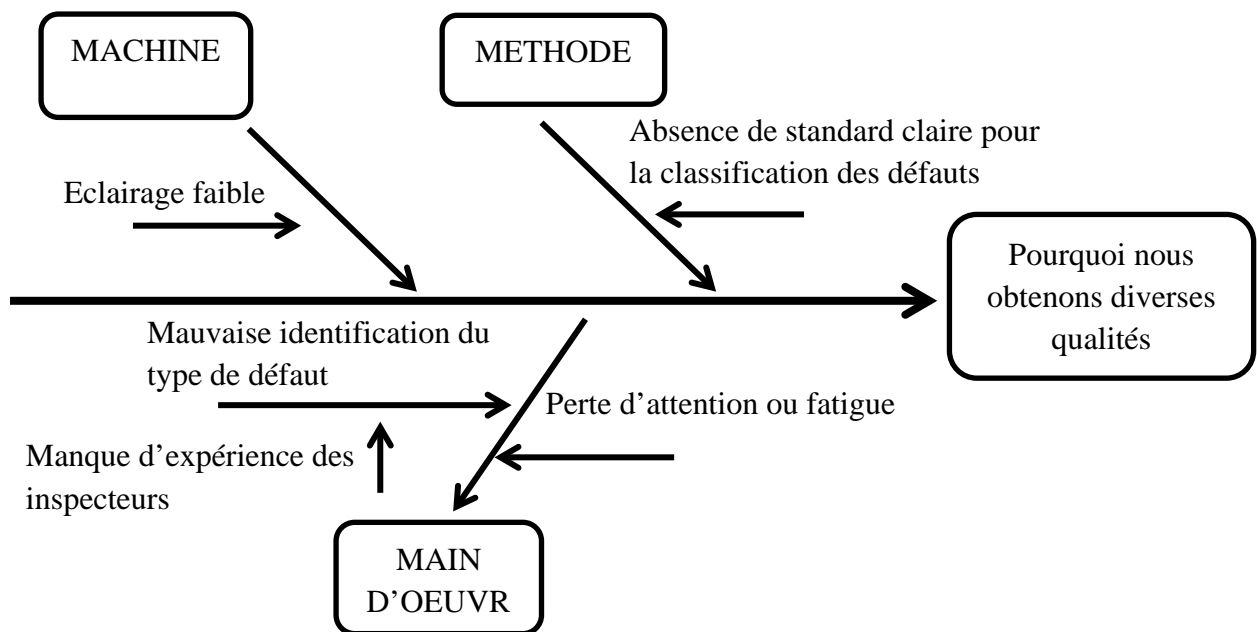 MACHINE
METHODE
Absence de standard claire pour
la classification des défauts
Eclairage faible
Pourquoi nous
obtenons diverses
qualités
Mauvaise identification du
type de défaut
Perte d’attention ou fatigue
Manque d’expérience des
inspecteurs
MAIN
D’OEUVR